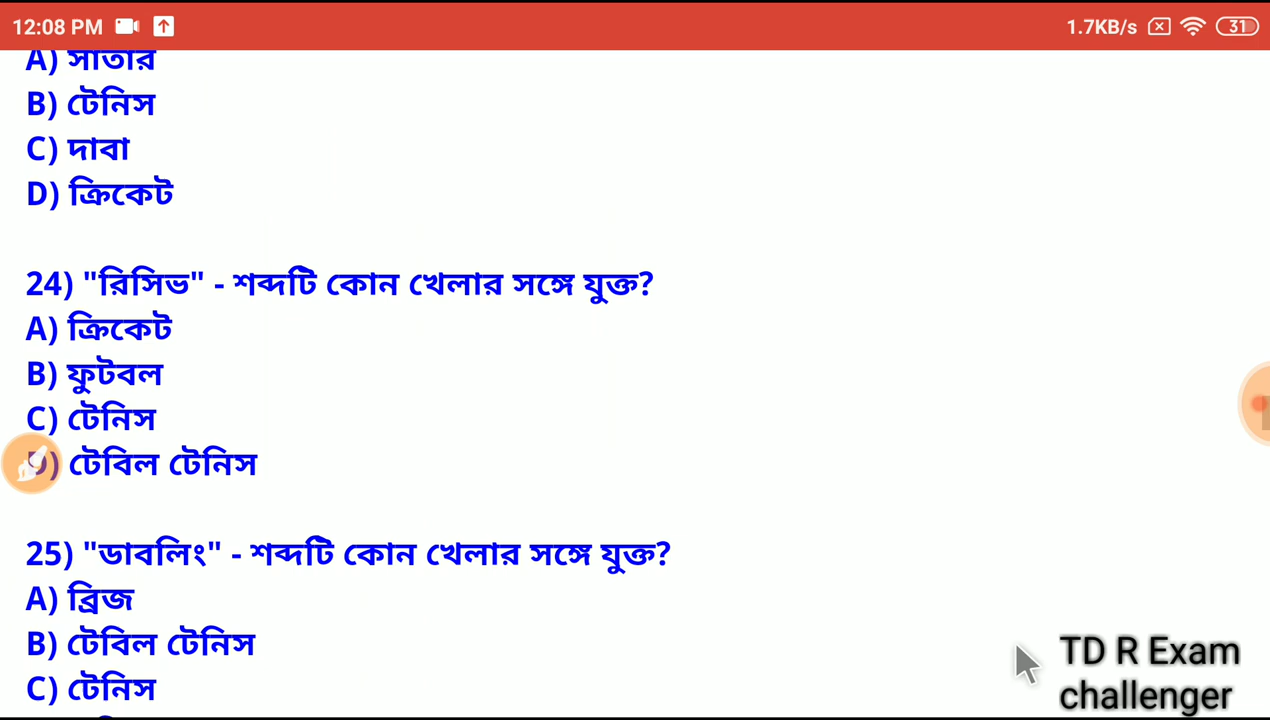 12:08 PM
1.7KB/s
31
A) সাঁতার
B) টেনিস
C) দাবা
D) ক্রিকেট
24) "রিসিভ" - শব্দটি কোন খেলার সঙ্গে যুক্ত?
A) ক্রিকেট
B) ফুটবল
C) টেনিস
D) টেবিল টেনিস
25) "ডাবলিং" - শব্দটি কোন খেলার সঙ্গে যুক্ত?
A) ব্রিজ
B) টেবিল টেনিস
C) টেনিস
TD R Exam
challenger